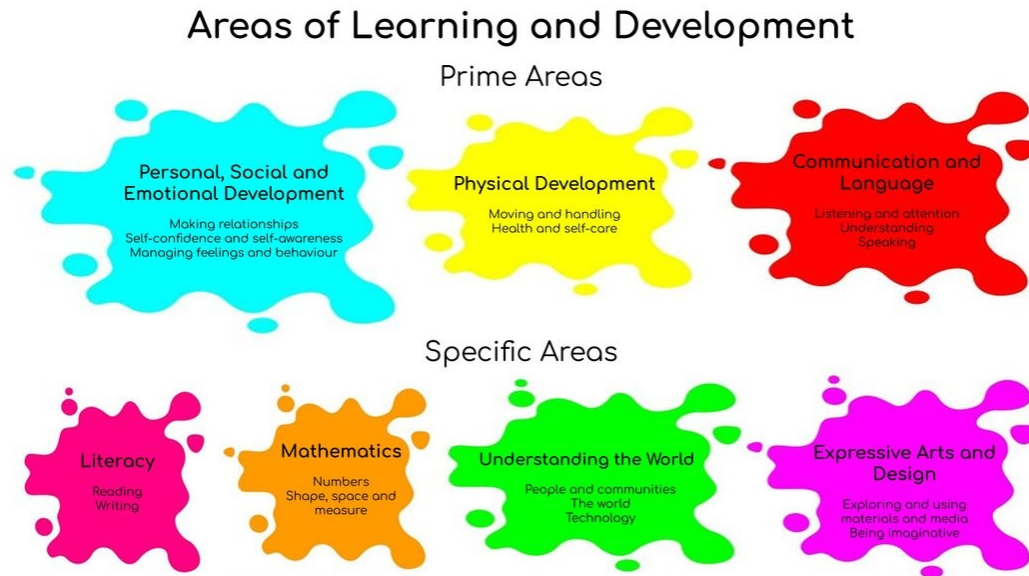 Areas of Learning and Development
Prime Areas
Personal, Social and
Emotional Development
Making relationships
Self-confidence and self-awareness
Managing feelings and behaviour
Physical Development
Moving and handling
Health and self-care
Communication and
Language
Listening and attention
Understanding
Speaking
Specific Areas
Literacy
Reading
Writing
Mathematics
Numbers
Shape, space and
measure
Understanding the World
People and communities
The world
Technology
Expressive Arts and
Design
Exploring and using
materials and media
Being imaginative